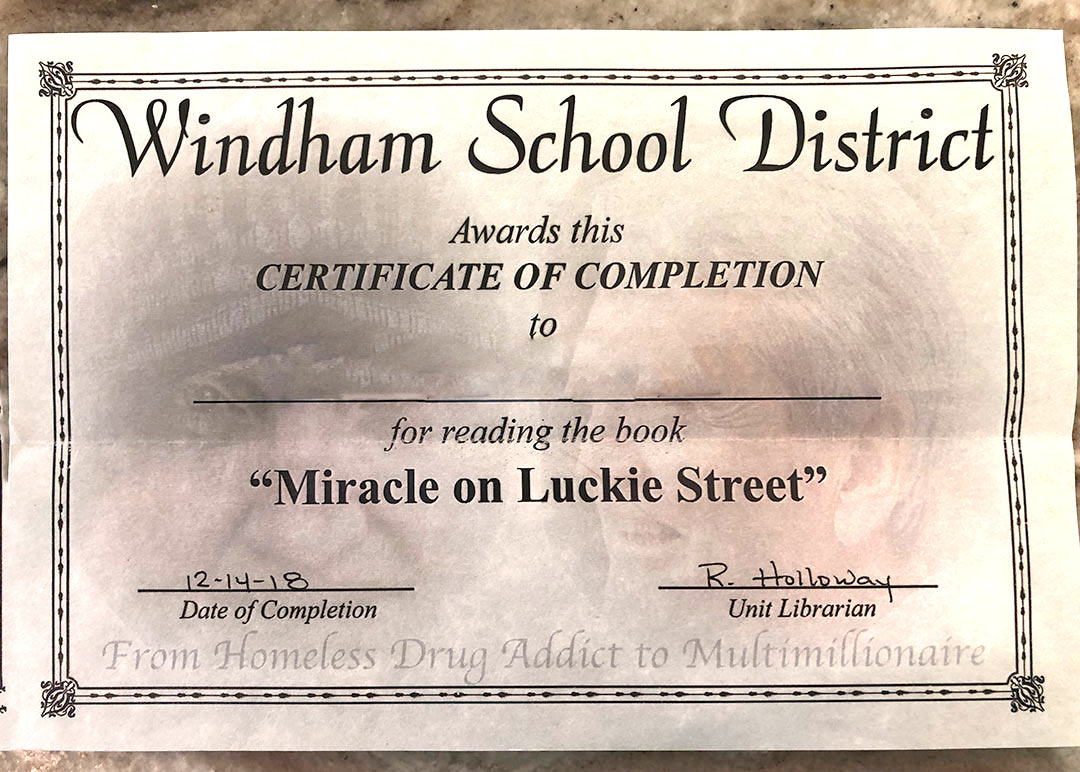 Windham School District
Awards this
CERTIFICATE OF COMPLETION
to
for reading the book
“Miracle on Luckie Street”
12-14-18
R. Holloway
Date of Completion
Unit Librarian
From Homeless Drug Addict to Multimillionaire